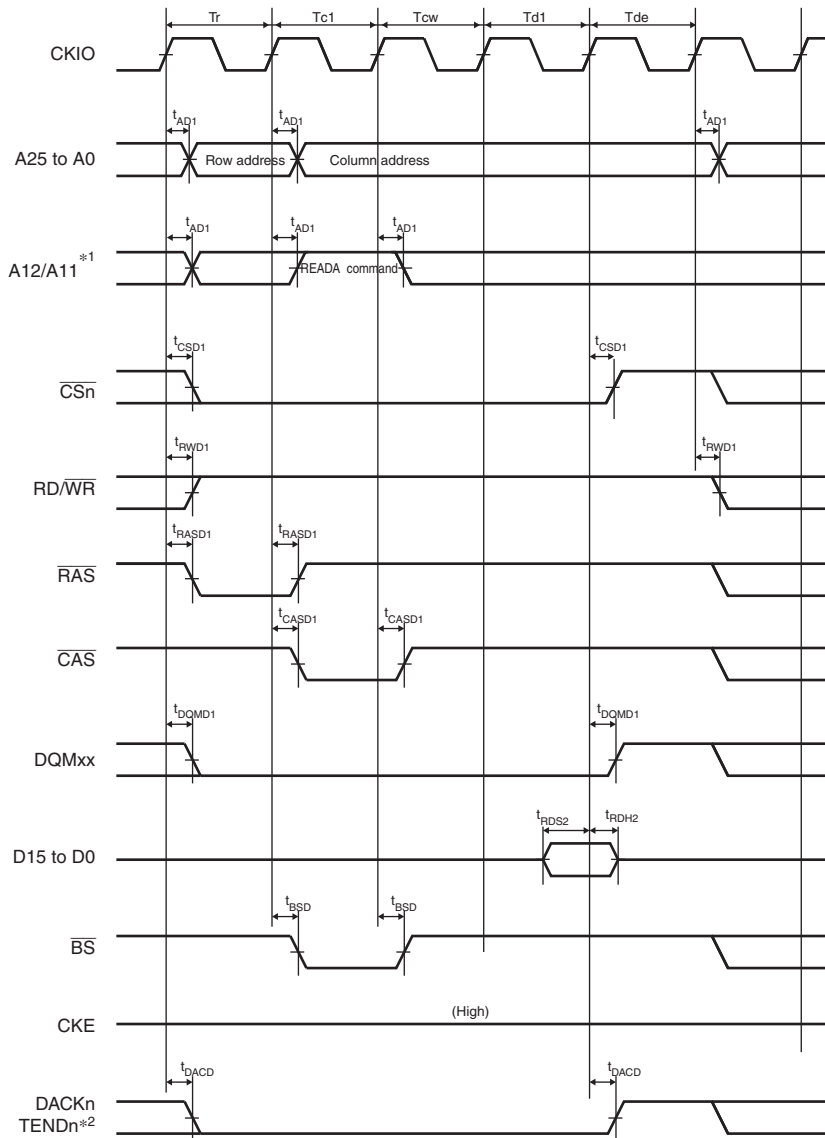 Tr Tc1 Tcw Td1 Tde
CKIO
tAD1 tAD1 tAD1
A25 to A0 Row address Column address
tAD1 tAD1 tAD1
A12/A11*1 READA command
tCSD1 tCSD1
CSn
tRWD1 tRWD1
RD/WR
tRASD1 tRASD1
RAS
tCASD1 tCASD1
CAS
tDQMD1 tDQMD1
DQMxx
tRDS2 tRDH2
D15 to D0
tBSD tBSD
BS
(High)
CKE
tDACD tDACD
DACKn
TENDn*2